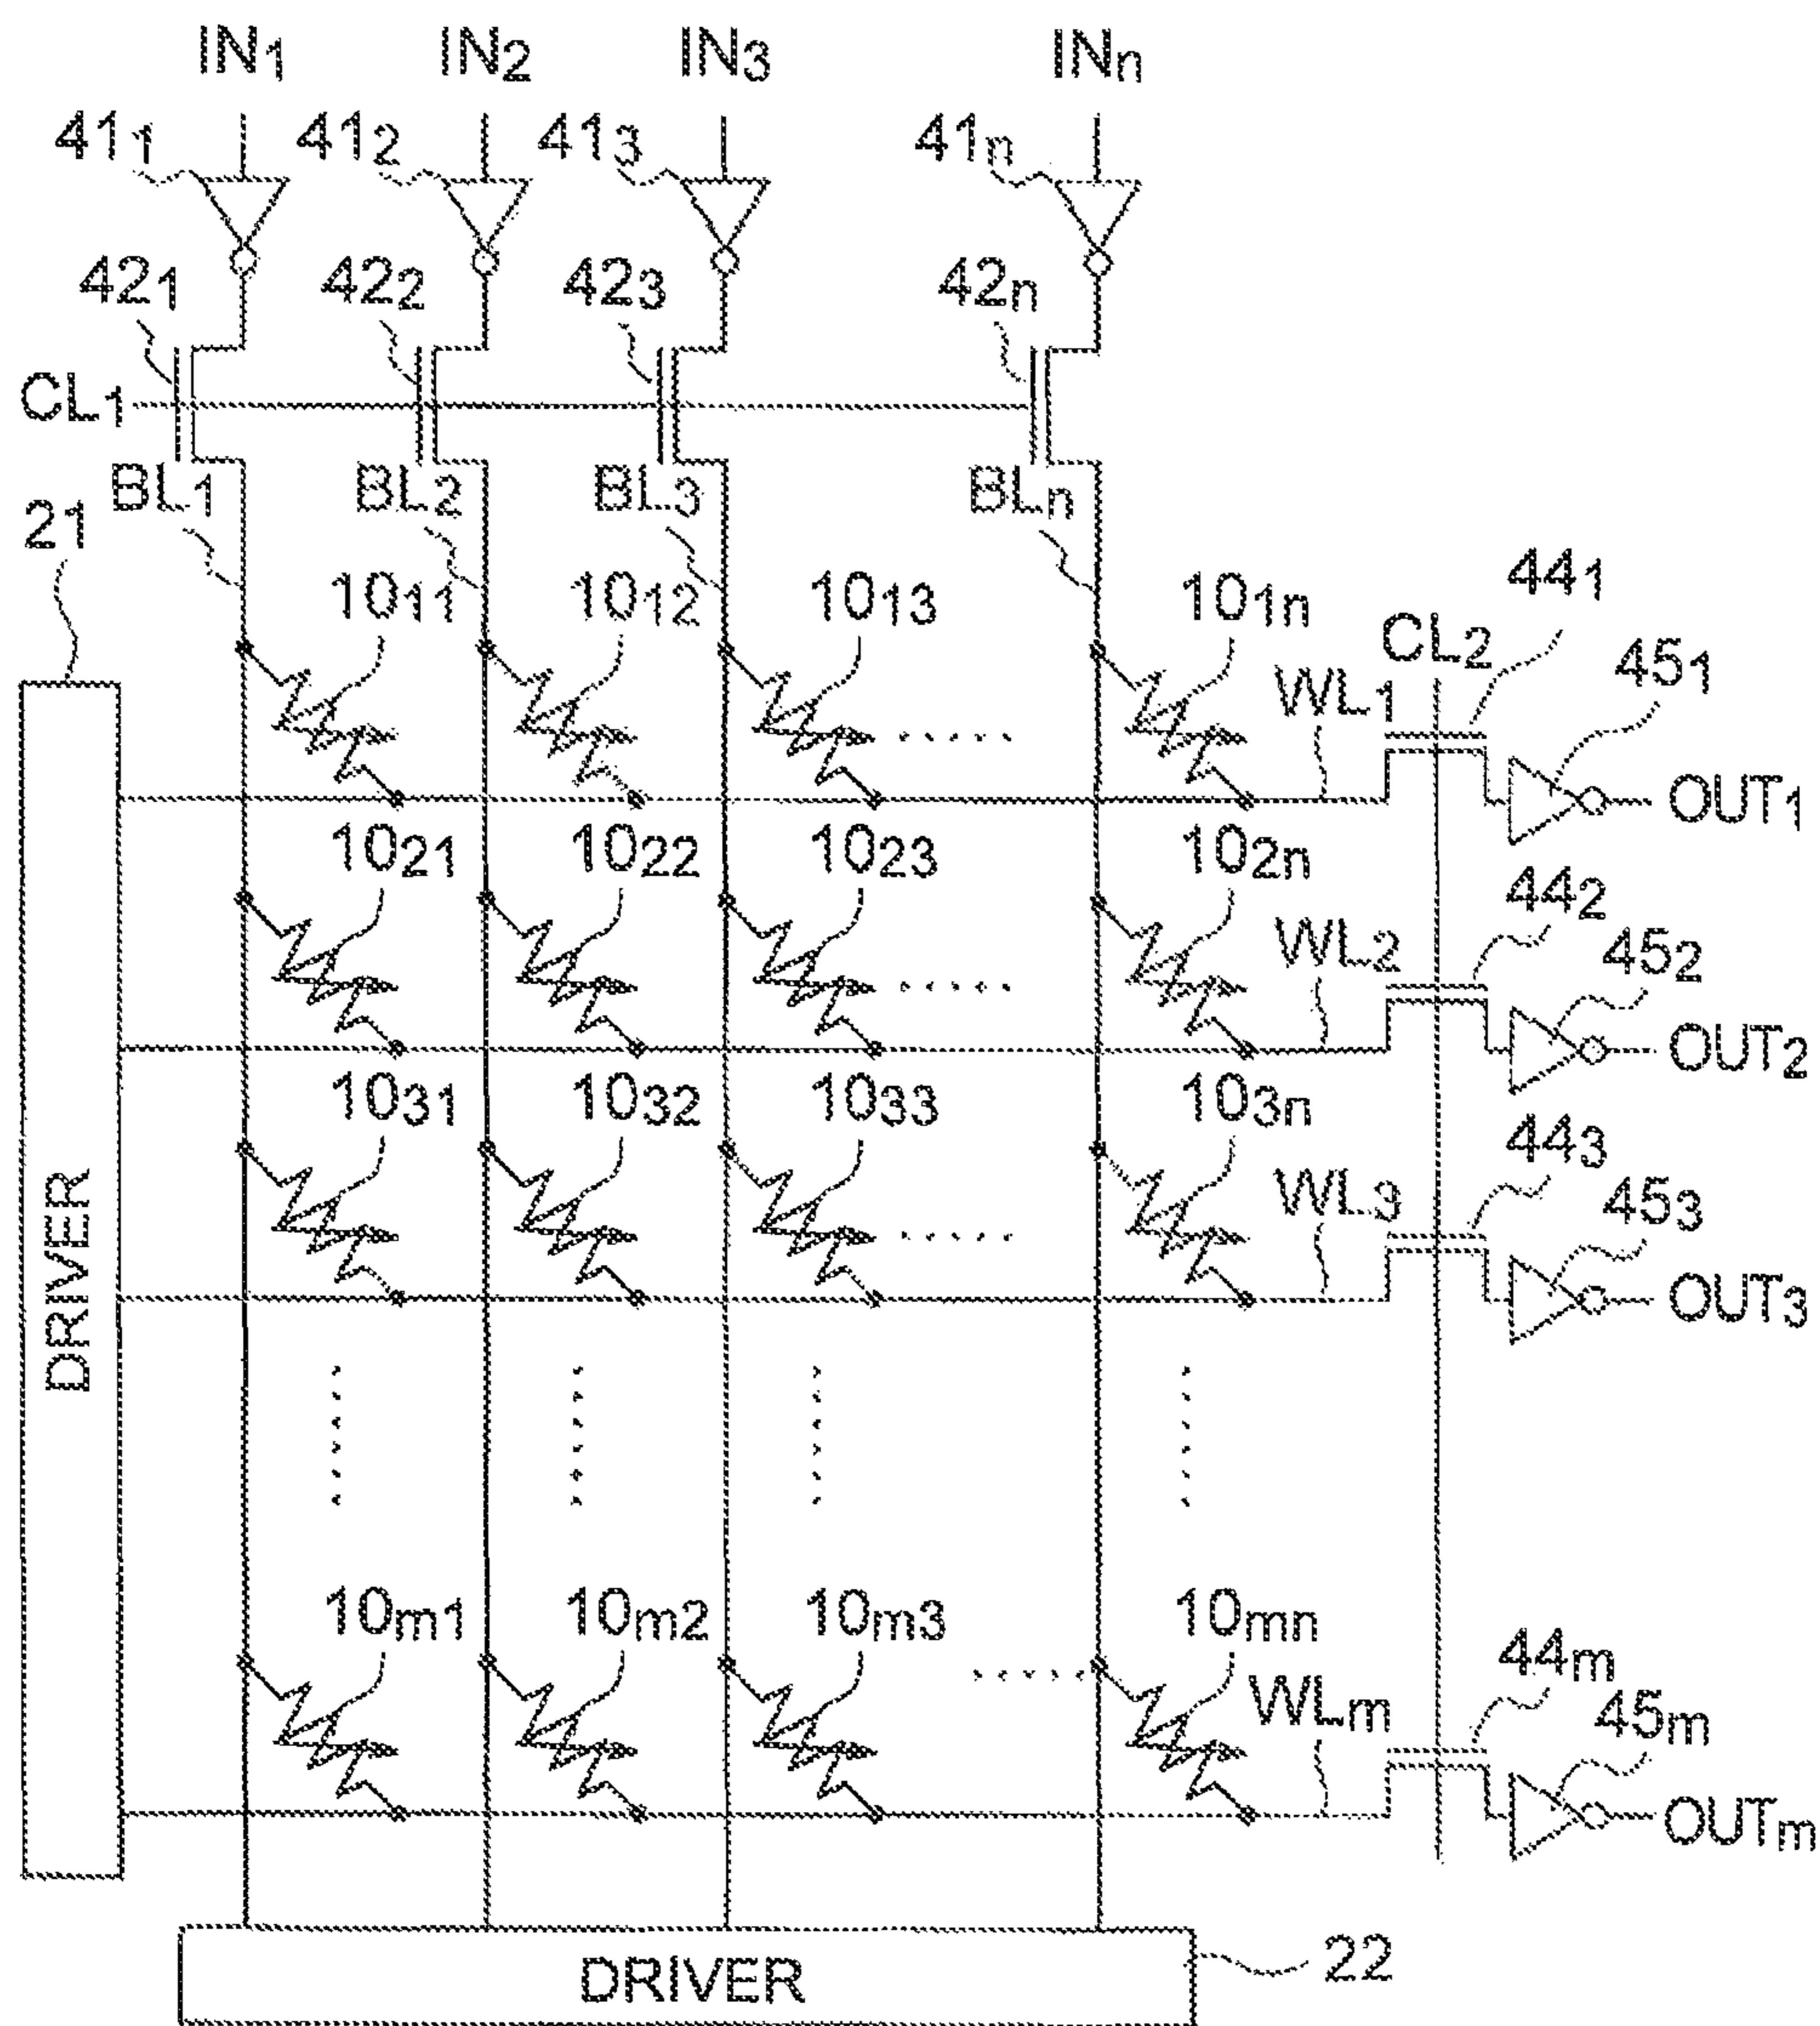 IN1 IN2 IN3 INn
411 412 413 41n
421 422 423 42n
CL1
BL1 BL2 BL3 BLn
21
1011 1012 1013 101n
441
CL2
451
WL1
OUT1
1021 1022 1023 102n
442
WL2
452
OUT2
1031 1032 1033 103n
443
WL3
453
OUT3
DRIVER
10m1 10m2 10m3 10mn
44m
WLm
45m
OUTm
DRIVER
22